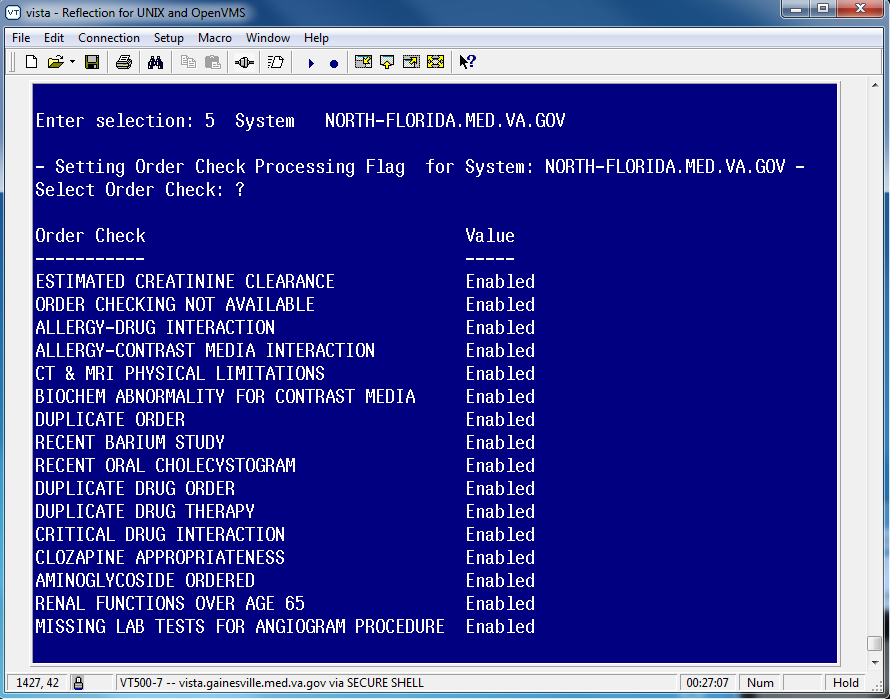 vista - Reflection for UNIX and OpenVMS
File Edit Connection Setup Macro Window Help
Enter selection: 5  System   NORTH-FLORIDA.MED.VA.GOV
- Setting Order Check Processing Flag  for System: NORTH-FLORIDA.MED.VA.GOV -
Select Order Check: ?
Order Check Value
----------- -----
ESTIMATED CREATININE CLEARANCE Enabled
ORDER CHECKING NOT AVAILABLE Enabled
ALLERGY-DRUG INTERACTION Enabled
ALLERGY-CONTRAST MEDIA INTERACTION Enabled
CT & MRI PHYSICAL LIMITATIONS Enabled
BIOCHEM ABNORMALITY FOR CONTRAST MEDIA Enabled
DUPLICATE ORDER Enabled
RECENT BARIUM STUDY Enabled
RECENT ORAL CHOLECYSTOGRAM Enabled
DUPLICATE DRUG ORDER Enabled
DUPLICATE DRUG THERAPY Enabled
CRITICAL DRUG INTERACTION Enabled
CLOZAPINE APPROPRIATENESS Enabled
AMINOGLYCOSIDE ORDERED Enabled
RENAL FUNCTIONS OVER AGE 65 Enabled
MISSING LAB TESTS FOR ANGIOGRAM PROCEDURE Enabled
1427, 42 VT500-7 -- vista.gainesville.med.va.gov via SECURE SHELL 00:27:07 Num Hold